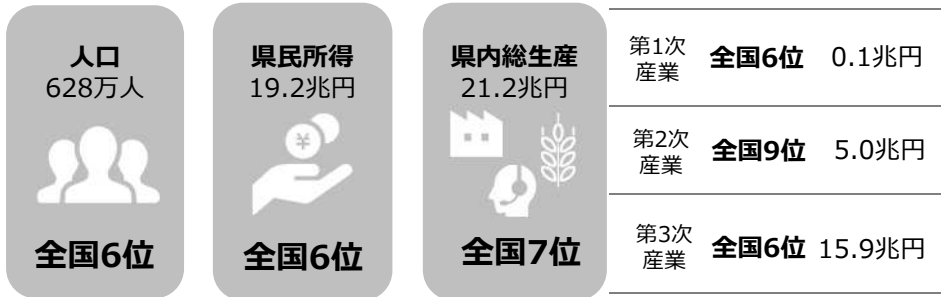 人口
628万人
全国6位
県民所得
19.2兆円
¥
全国6位
県内総生産
21.2兆円
全国7位
第1次
産業
全国6位
0.1兆円
第2次
産業
全国9位
5.0兆円
第3次
産業
全国6位
15.9兆円